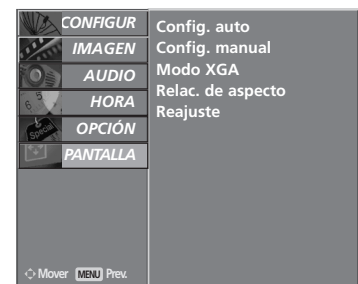 CONFIGUR
IMAGEN
AUDIO
HORA
OPCIÓN
PANTALLA
Config. auto
Config. manual
Modo XGA
Relac. de aspecto
Reajuste
Mover MENU Prev.